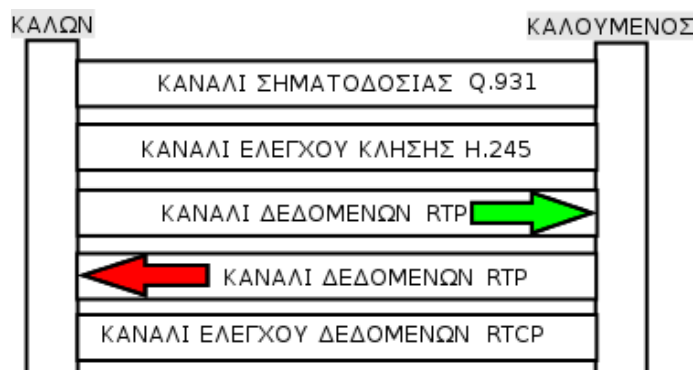 ΚΑΛΩΝ
ΚΑΛΟΥΜΕΝΟΣ
ΚΑΝΑΛΙ ΣΗΜΑΤΟΔΟΣΙΑΣ Q.931
ΚΑΝΑΛΙ ΕΛΕΓΧΟΥ ΚΛΗΣΗΣ H.245
ΚΑΝΑΛΙ ΔΕΔΟΜΕΝΩΝ RTP
ΚΑΝΑΛΙ ΔΕΔΟΜΕΝΩΝ RTP
ΚΑΝΑΛΙ ΕΛΕΓΧΟΥ ΔΕΔΟΜΕΝΩΝ RTCP